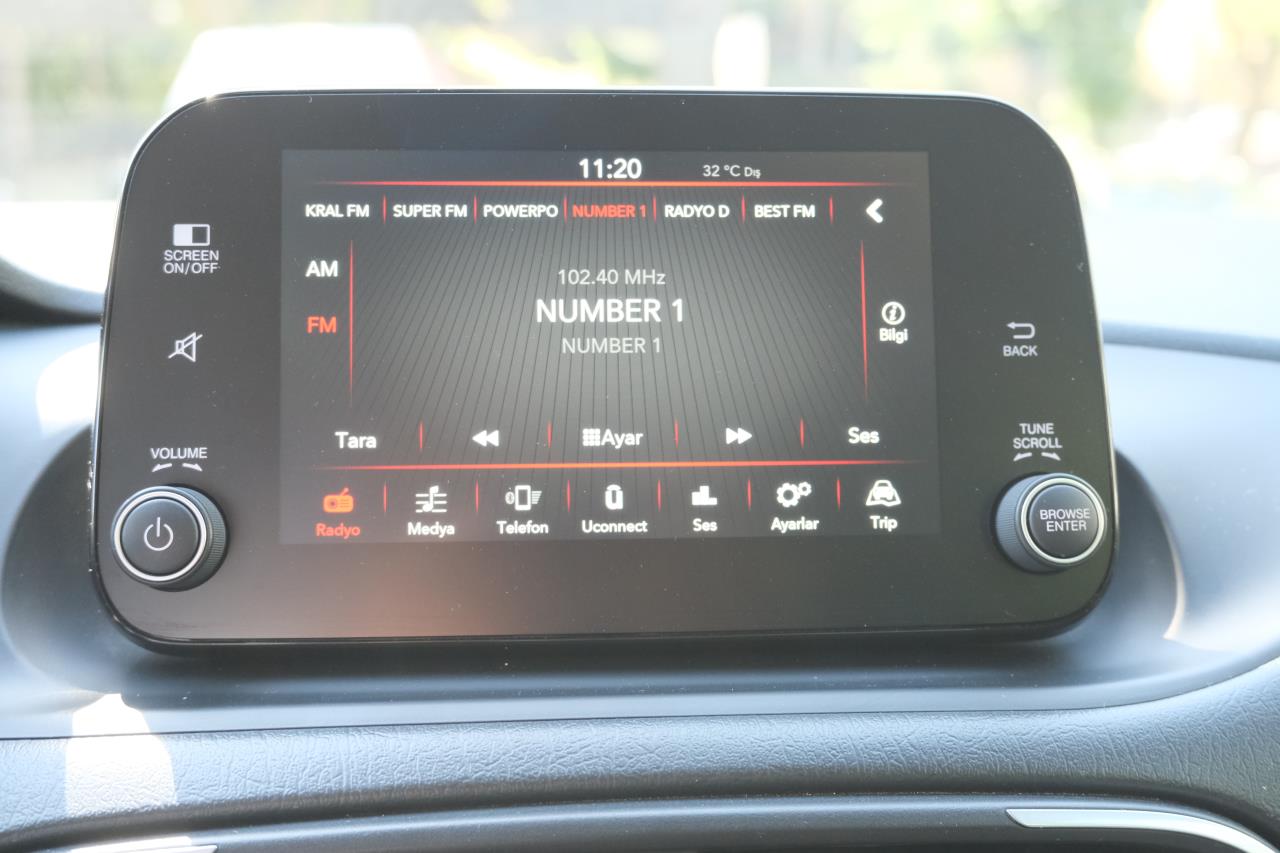 11:20 32 °C Dış
KRAL FM SUPER FM POWERPO NUMBER 1 RADYO D BEST FM
SCREEN
ON/OFF
AM
FM
102.40 MHz
NUMBER 1
NUMBER 1
Bilgi
BACK
Tara Ayar Ses
VOLUME
TUNE
SCROLL
Radyo Medya Telefon Uconnect Ses Ayarlar Trip
BROWSE
ENTER